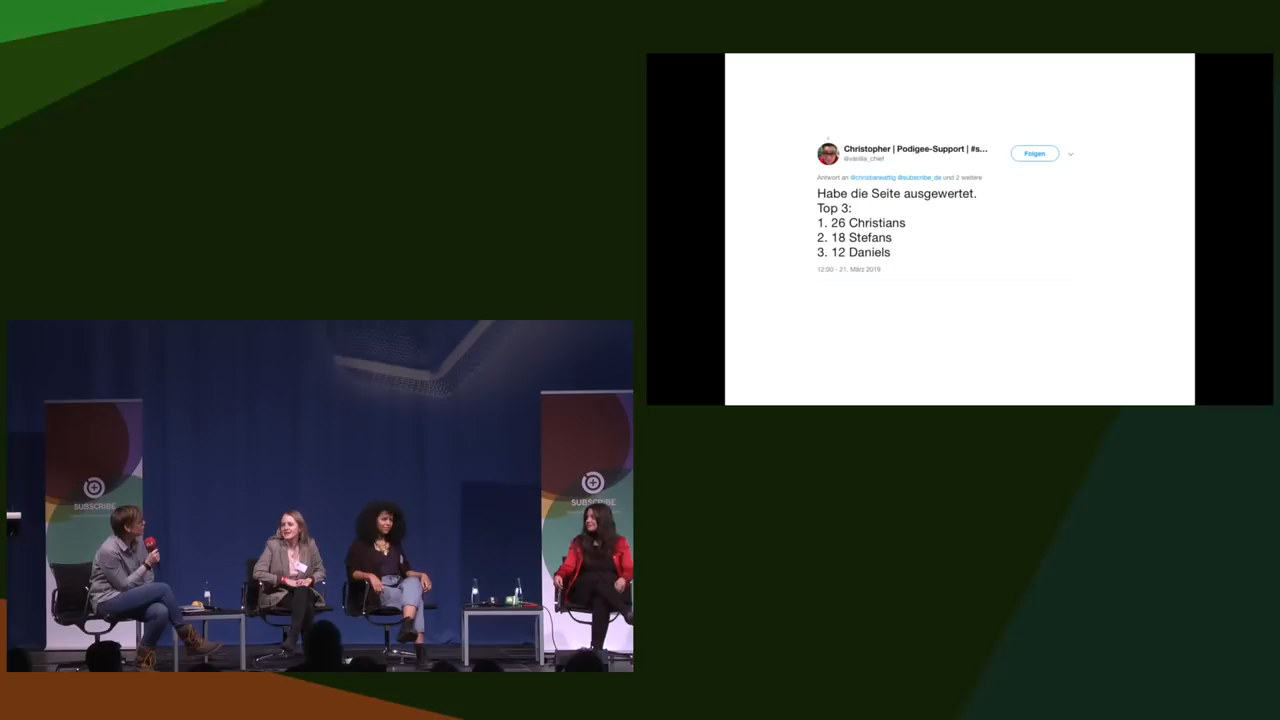 Christopher | Podigee-Support | #s...
@vanilla_chief
Folgen
Antwort an @christianbettig @subscribe_de und 2 weitere
Habe die Seite ausgewertet.
Top 3:
1. 26 Christians
2. 18 Stefans
3. 12 Daniels
12:00 - 21. März 2019
SUBSCRIBE
SUBSCRIBE